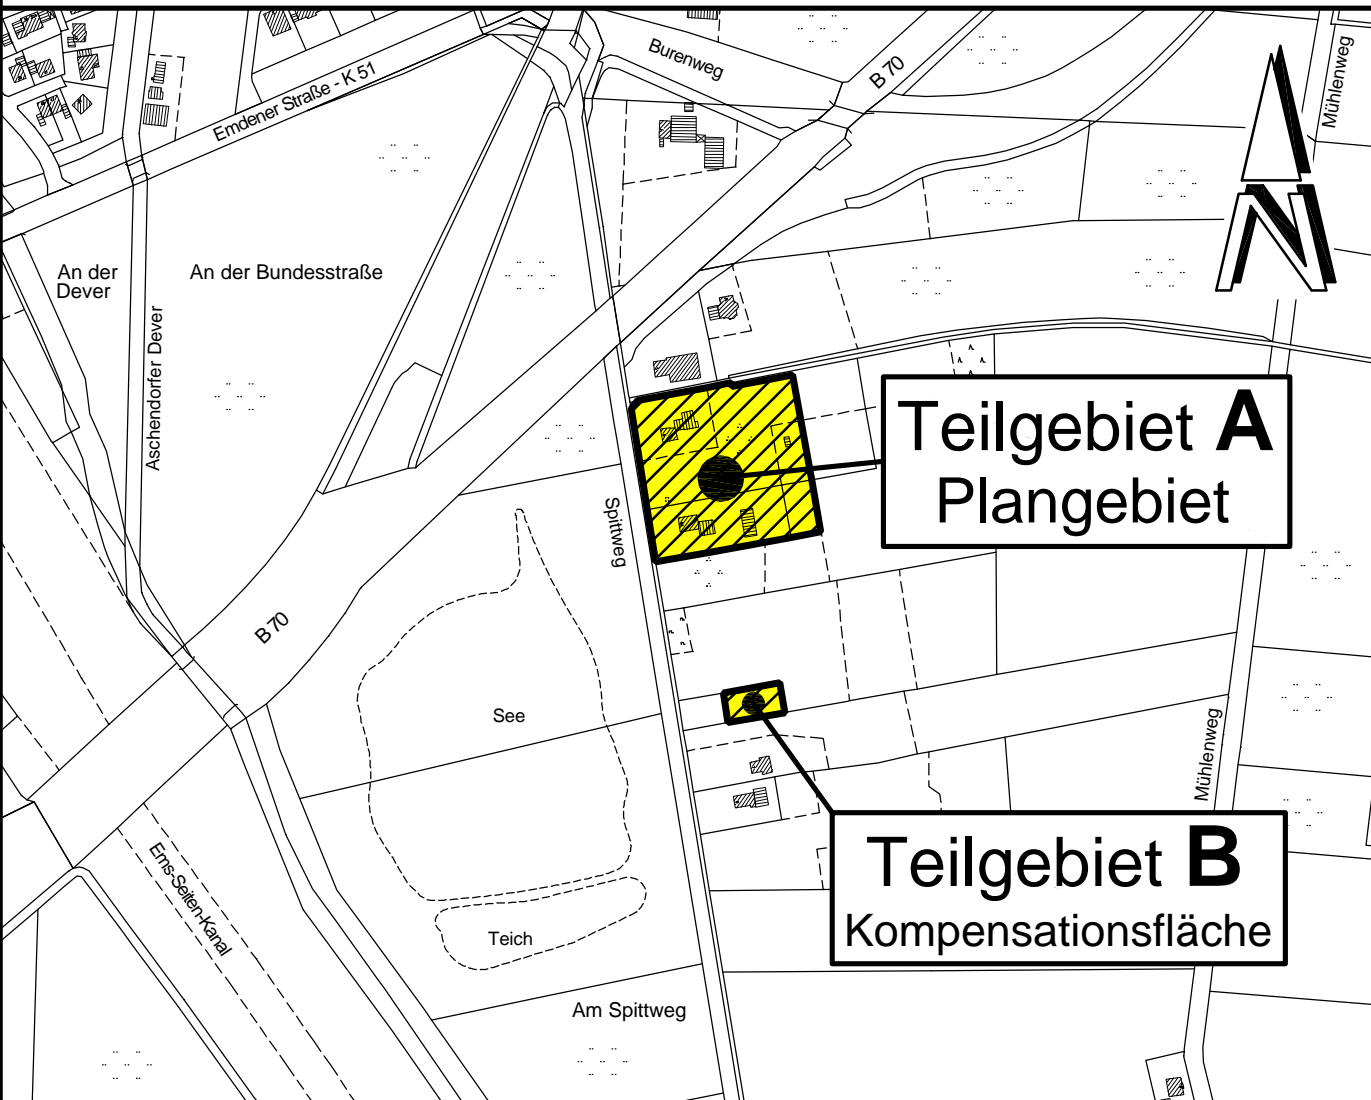 Burenweg
B 70
Mühlenweg
Emdener Straße - K 51
N
An der
Dever
An der Bundesstraße
Aschendorfer Dever
Teilgebiet A
Plangebiet
Spittweg
B 70
See
Mühlenweg
Teilgebiet B
Kompensationsfläche
Ems-Seiten-Kanal
Teich
Am Spittweg